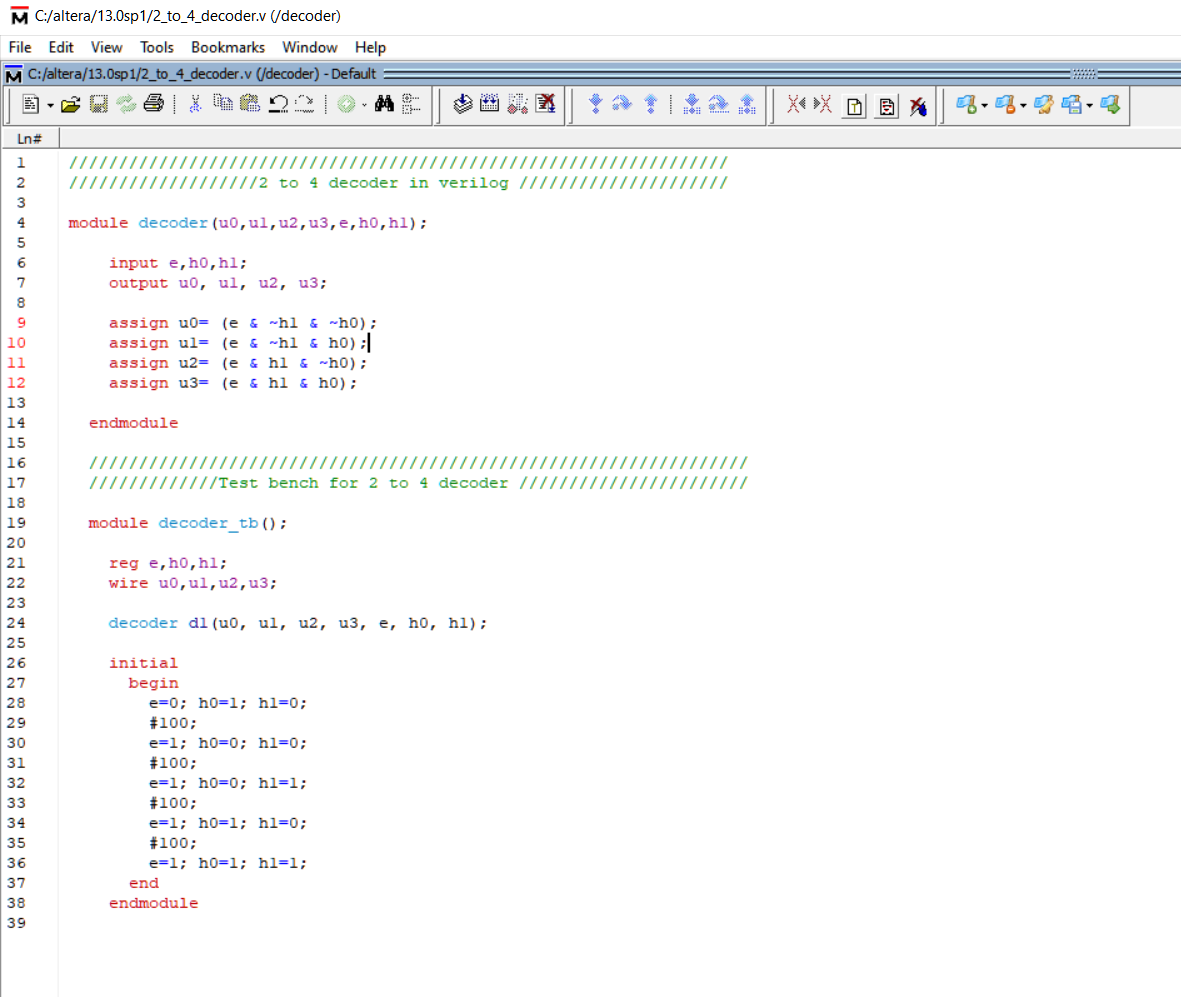 C:/altera/13.0sp1/2_to_4_decoder.v (/decoder)
File Edit View Tools Bookmarks Window Help
C:/altera/13.0sp1/2_to_4_decoder.v (/decoder) - Default
Ln#
1 //////////////////////////////////////////////////////////////////
2 ///////////////////2 to 4 decoder in verilog /////////////////////
3
4 module decoder(u0,u1,u2,u3,e,h0,h1);
5
6 input e,h0,h1;
7 output u0, u1, u2, u3;
8
9 assign u0= (e & ~h1 & ~h0);
10 assign u1= (e & ~h1 & h0);
11 assign u2= (e & h1 & ~h0);
12 assign u3= (e & h1 & h0);
13
14 endmodule
15
16 //////////////////////////////////////////////////////////////////
17 /////////////Test bench for 2 to 4 decoder ///////////////////////
18
19 module decoder_tb();
20
21 reg e,h0,h1;
22 wire u0,u1,u2,u3;
23
24 decoder d1(u0, u1, u2, u3, e, h0, h1);
25
26 initial
27 begin
28 e=0; h0=1; h1=0;
29 #100;
30 e=1; h0=0; h1=0;
31 #100;
32 e=1; h0=0; h1=1;
33 #100;
34 e=1; h0=1; h1=0;
35 #100;
36 e=1; h0=1; h1=1;
37 end
38 endmodule
39